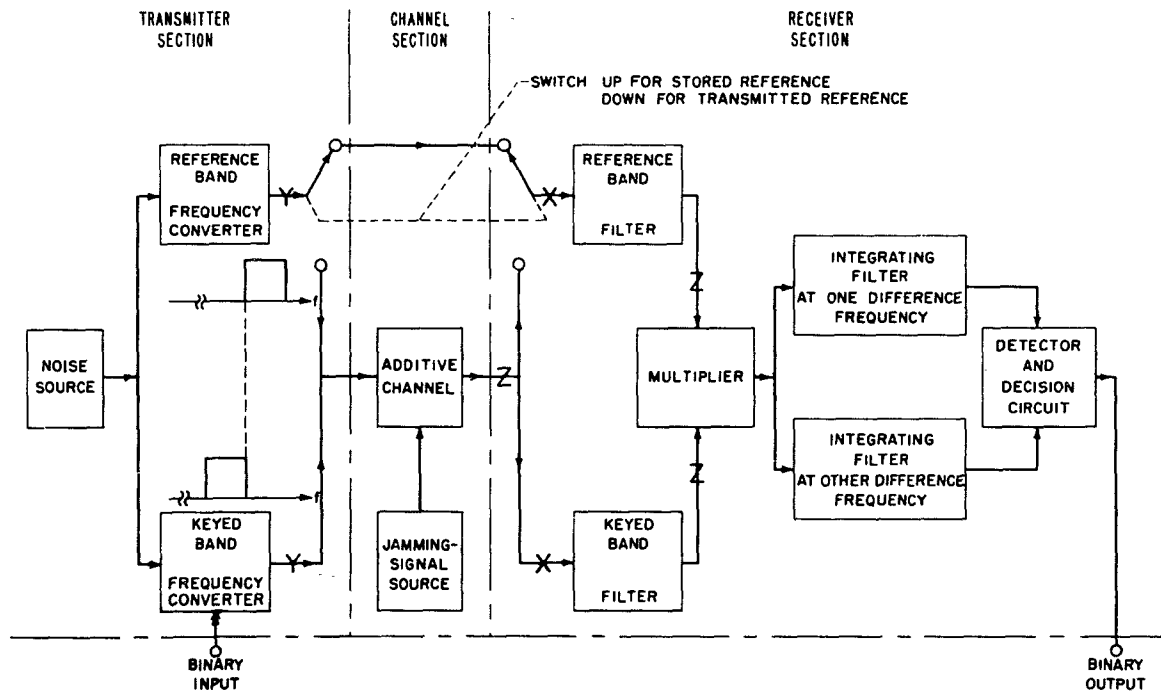 TRANSMITTER
SECTION
CHANNEL
SECTION
RECEIVER
SECTION
SWITCH UP FOR STORED REFERENCE
DOWN FOR TRANSMITTED REFERENCE
REFERENCE
BAND
FREQUENCY
CONVERTER
Y
X
REFERENCE
BAND
FILTER
Z
f
NOISE
SOURCE
ADDITIVE
CHANNEL
Z
MULTIPLIER
INTEGRATING
FILTER
AT ONE DIFFERENCE
FREQUENCY
DETECTOR
AND
DECISION
CIRCUIT
INTEGRATING
FILTER
AT OTHER DIFFERENCE
FREQUENCY
Z
f
KEYED
BAND
FREQUENCY
CONVERTER
Y
JAMMING-
SIGNAL
SOURCE
X
KEYED
BAND
FILTER
BINARY
INPUT
BINARY
OUTPUT